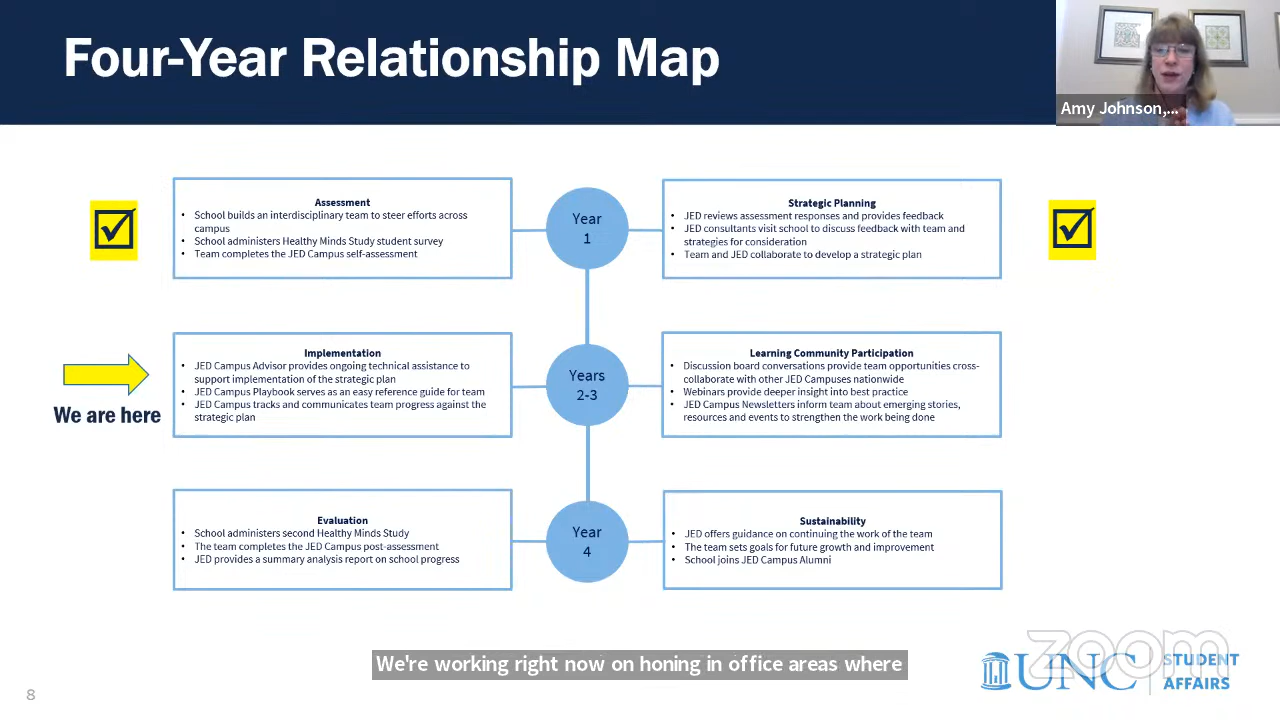 Four-Year Relationship Map
Amy Johnson,...
Assessment
• School builds an interdisciplinary team to steer efforts across
campus
• School administers Healthy Minds Study student survey
• Team completes the JED Campus self-assessment
Year
1
Strategic Planning
• JED reviews assessment responses and provides feedback
• JED consultants visit school to discuss feedback with team and
strategies for consideration
• Team and JED collaborate to develop a strategic plan
We are here
Implementation
• JED Campus Advisor provides ongoing technical assistance to
support implementation of the strategic plan
• JED Campus Playbook serves as an easy reference guide for team
• JED Campus tracks and communicates team progress against the
strategic plan
Years
2-3
Learning Community Participation
• Discussion board conversations provide team opportunities cross-
collaborate with other JED Campuses nationwide
• Webinars provide deeper insight into best practice
• JED Campus Newsletters inform team about emerging stories,
resources and events to strengthen the work being done
Evaluation
• School administers second Healthy Minds Study
• The team completes the JED Campus post-assessment
• JED provides a summary analysis report on school progress
Year
4
Sustainability
• JED offers guidance on continuing the work of the team
• The team sets goals for future growth and improvement
• School joins JED Campus Alumni
We're working right now on honing in office areas where
zoom
UNC
STUDENT
AFFAIRS
8